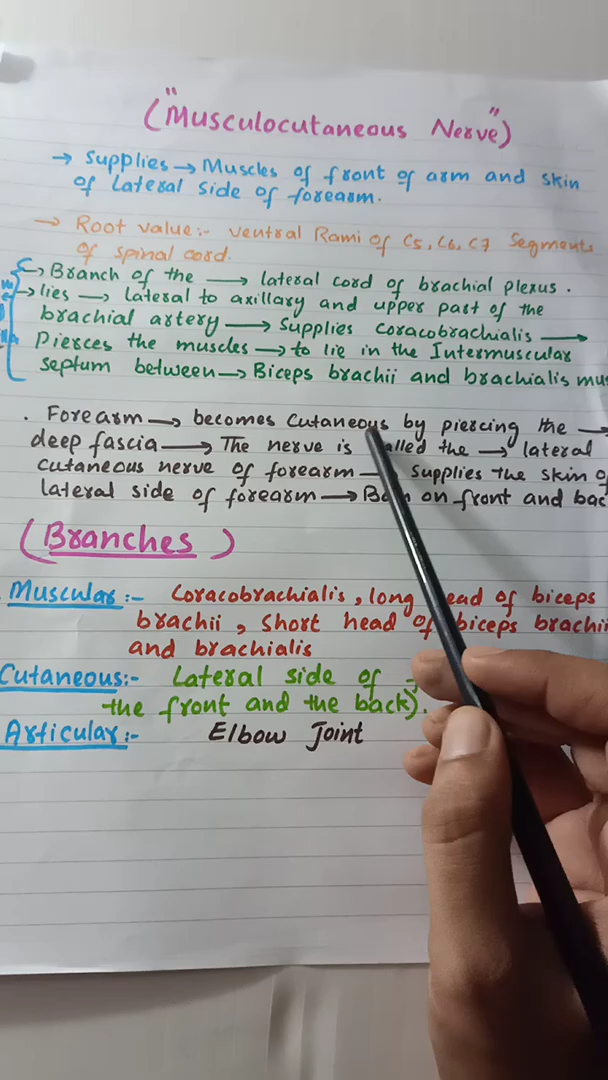 ("Musculocutaneous Nerve")
→ Supplies → Muscles of front of arm and skin
of Lateral side of forearm.
→ Root value:- ventral Rami of C5, C6, C7 Segments
of spinal cord.
→ Branch of the → lateral cord of brachial plexus.
→ lies → Lateral to axillary and upper part of the
brachial artery → Supplies coracobrachialis →
Pierces the muscles → to lie in the Intermuscular
septum between → Biceps brachii and brachialis
. Forearm → becomes cutaneous by piercing the →
deep fascia → The nerve is the → lateral
cutaneous nerve of forearm → Supplies the skin
lateral side of forearm → on front and
(Branches)
Muscular:- Coracobrachialis, long of biceps
brachii, Short head of biceps brachii
and brachialis
Cutaneous:- Lateral side of
the front and the back).
Articular:- Elbow Joint